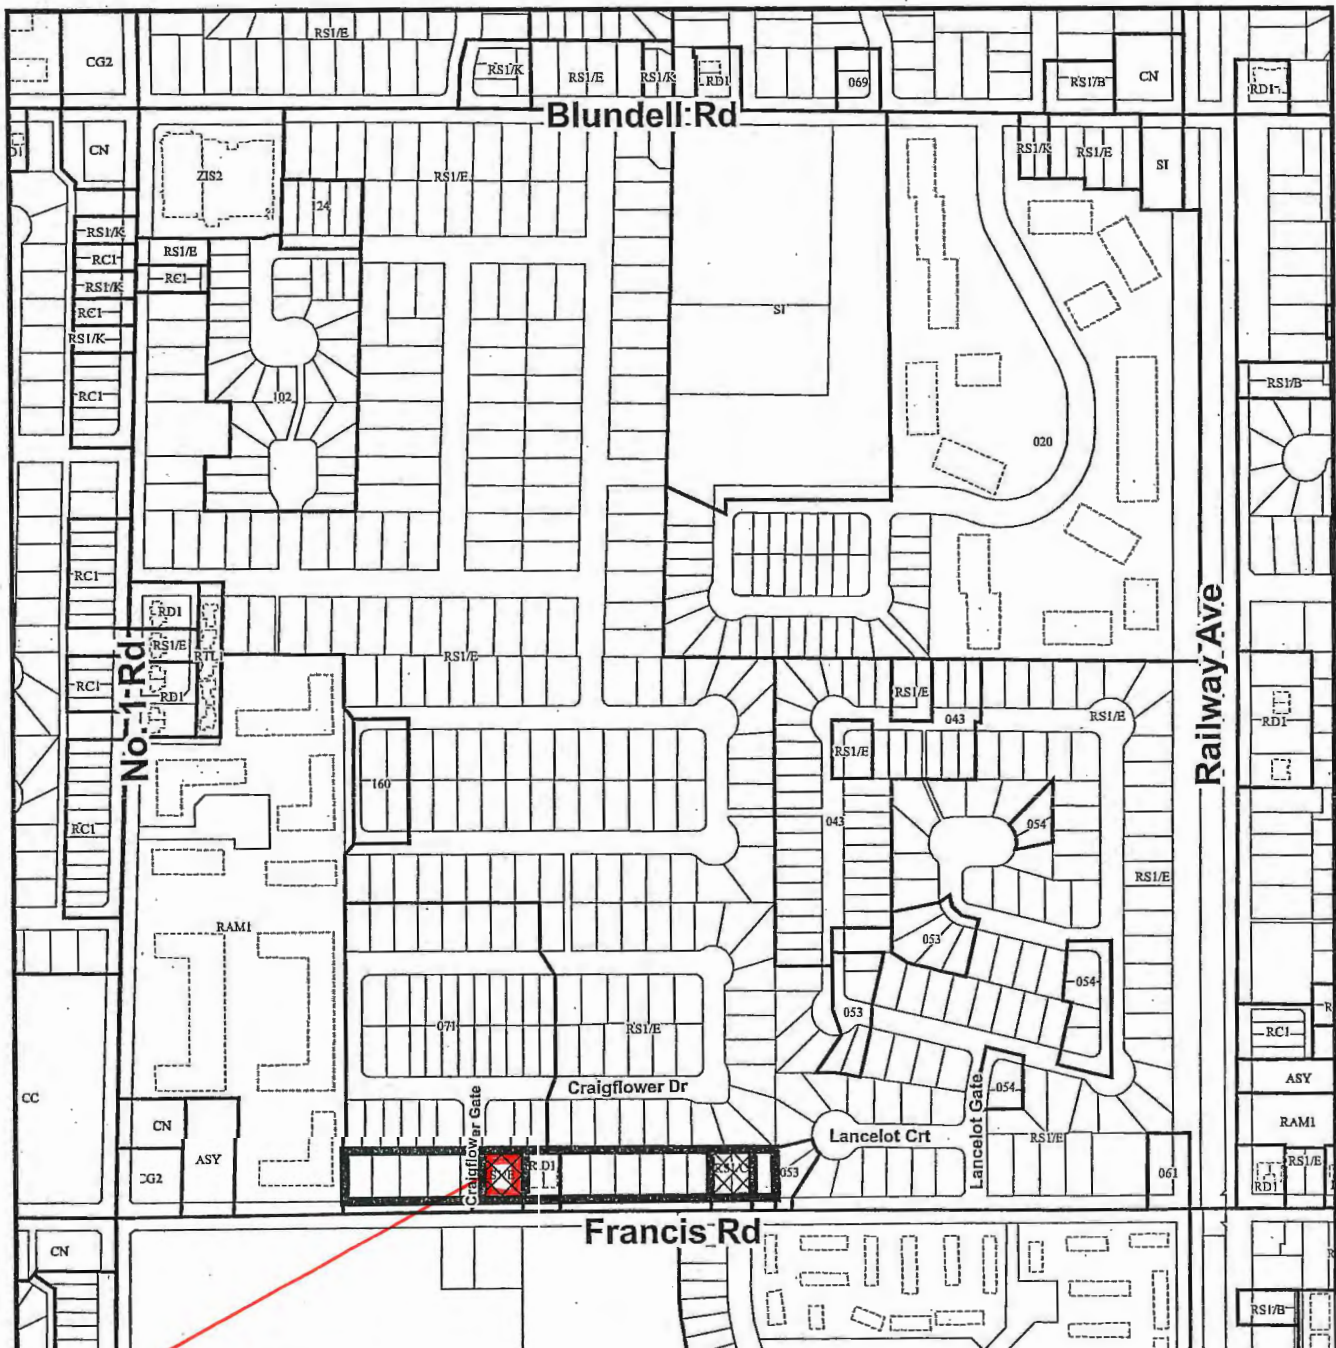 RS1/E
CG2
RS1/K
RS1/E
RS1/K
RD1
069
RS1/B
CN
RD1
Blundell Rd
CN
ZIS2
RS1/E
RS1/K
RS1/E
SI
24
RS1/K
RS1/E
RC1
RC1
RS1/K
RC1
RS1/K
SI
RS1/B
RC1
102
020
RC1
RD1
RS1/E
RTL
RS1/E
RC1
RD1
No. 1 Rd
Railway Ave
RS1/E
043
RS1/E
RD1
RS1/E
160
043
054
RC1
RS1/E
RAM1
053
054
053
071
RS1/E
RC1
CC
Craigflower Dr
054
ASY
Craigflower Gate
Lancelot Gate
CN
ASY
Lancelot Crt
RS1/E
RAM1
CG2
RD1
053
061
RD1
RS1/E
Francis Rd
CN
RS1/B